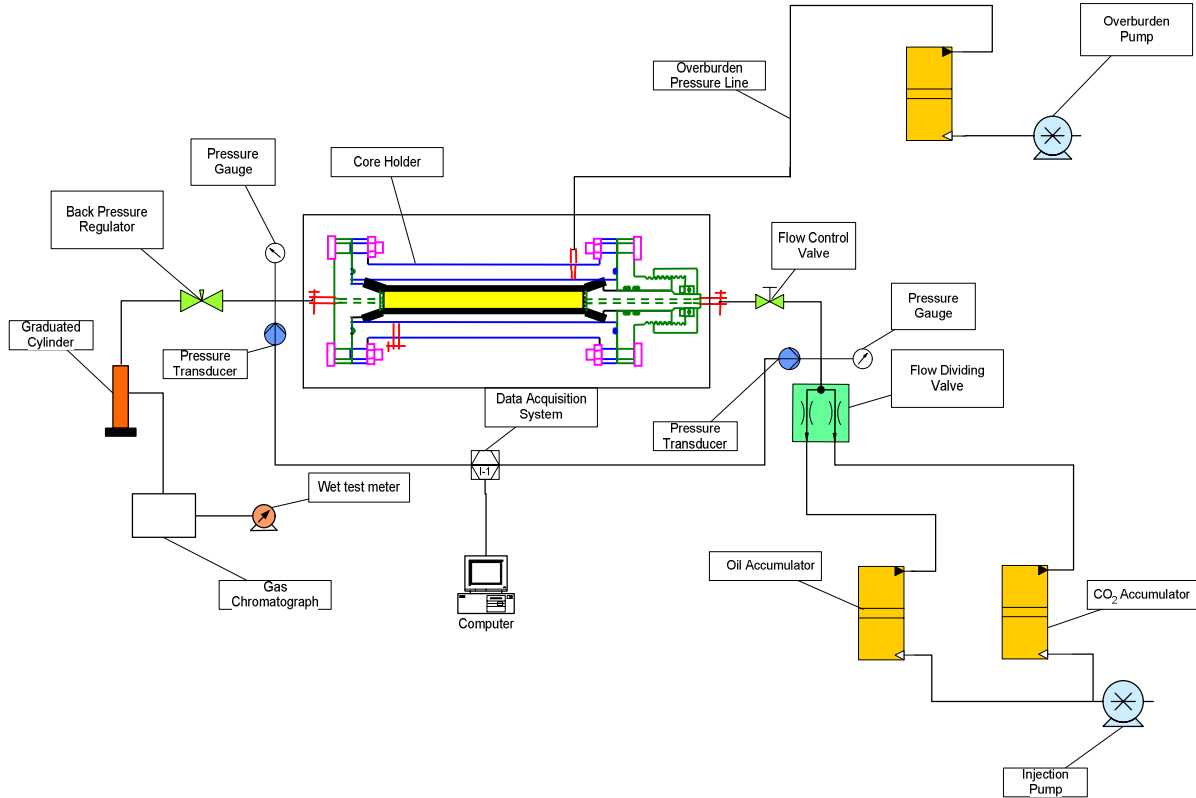 Overburden
Pump
Overburden
Pressure Line
Pressure
Gauge
Core Holder
Back Pressure
Regulator
Flow Control
Valve
Pressure
Gauge
Graduated
Cylinder
Pressure
Transducer
Flow Dividing
Valve
Data Acquisition
System
Pressure
Transducer
I-1
Wet test meter
Oil Accumulator
Gas
Chromatograph
CO₂ Accumulator
Computer
Injection
Pump